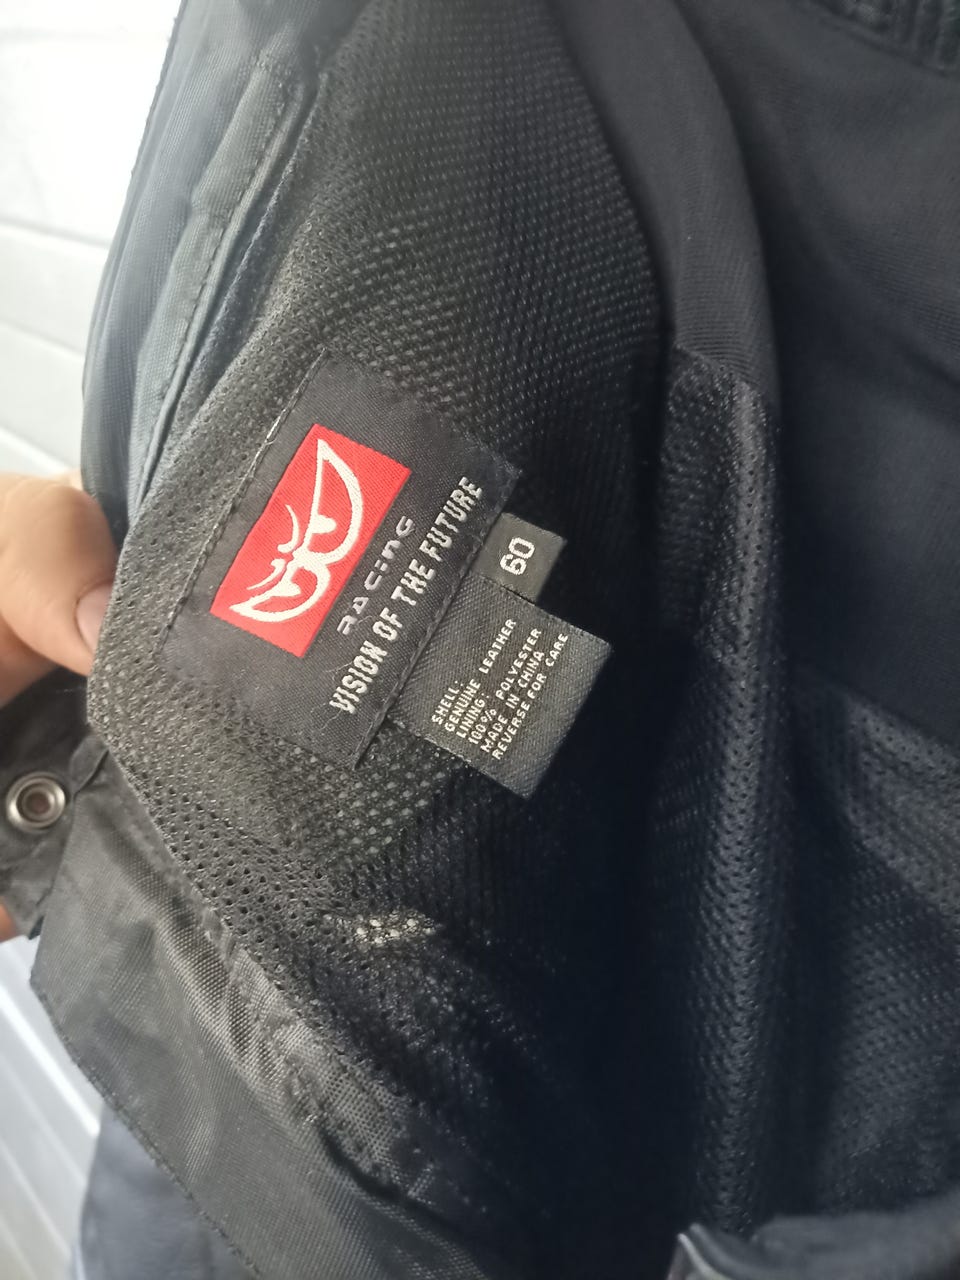 RACING
VISION OF THE FUTURE
60
SHELL:
GENUINE LEATHER
LINING:
100% POLYESTER
MADE IN CHINA
REVERSE FOR CARE